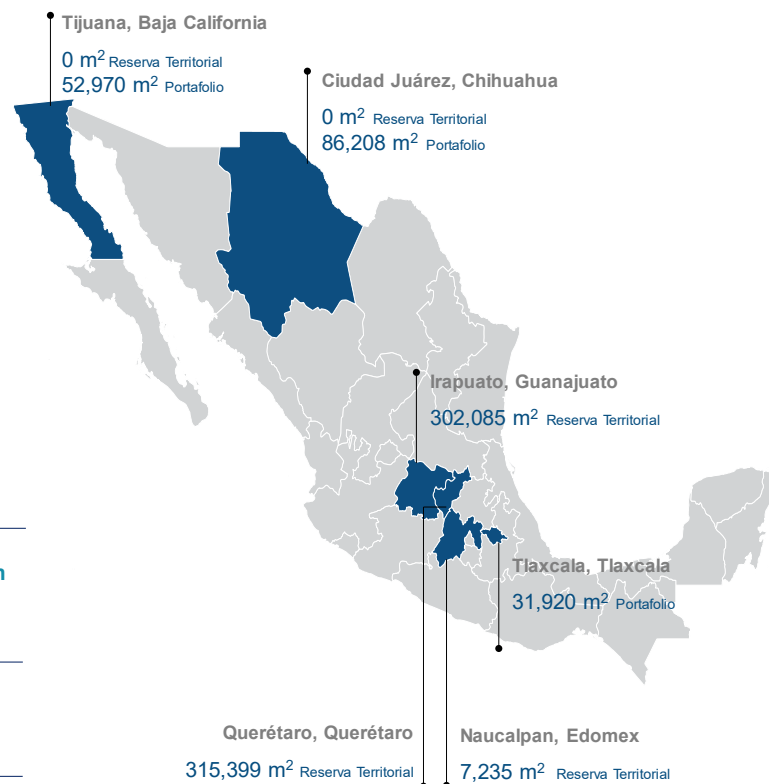 Tijuana, Baja California
0 m² Reserva Territorial
52,970 m² Portafolio
Ciudad Juárez, Chihuahua
0 m² Reserva Territorial
86,208 m² Portafolio
Irapuato, Guanajuato
302,085 m² Reserva Territorial
Tlaxcala, Tlaxcala
31,920 m² Portafolio
Querétaro, Querétaro
315,399 m² Reserva Territorial
Naucalpan, Edomex
7,235 m² Reserva Territorial